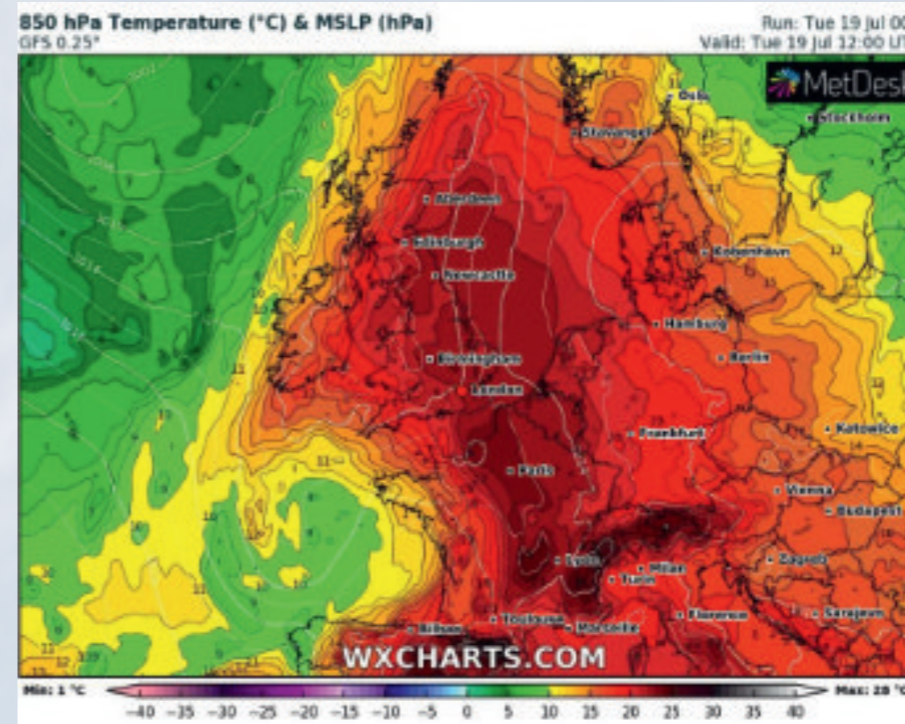 850 hPa Temperature (°C) & MSLP (hPa)
Run: Tue 19 Jul 00
GFS 0.25°
Valid: Tue 19 Jul 12:00 UT
MetDesk
Oslo
Stockholm
Stavanger
Aberdeen
Edinburgh
København
Newcastle
Hamburg
Birmingham
Berlin
London
Katowice
Frankfurt
Paris
Vienna
Budapest
Lyon
Zagreb
Milan
Turin
Toulouse
Florence
Sarajevo
Bilbao
Marseille
WXCHARTS.COM
Min: 1 °C
Max: 28 °C
-40 -35 -30 -25 -20 -15 -10 -5 0 5 10 15 20 25 30 35 40